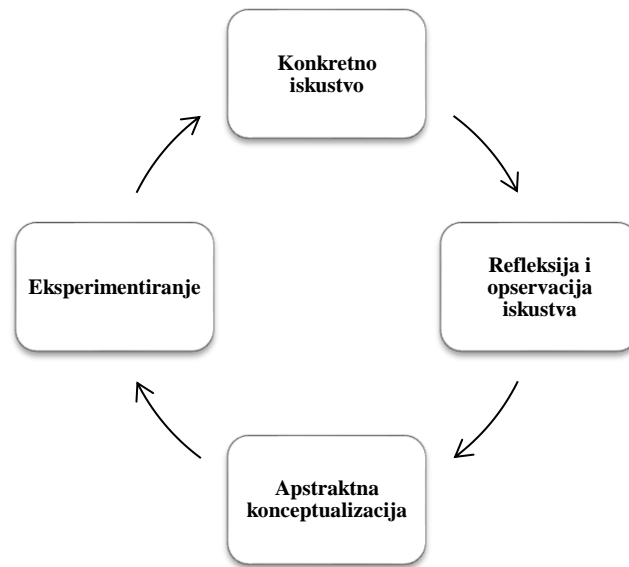 Konkretno
iskustvo
Refleksija i
opservacija
iskustva
Apstraktna
konceptualizacija
Eksperimentiranje